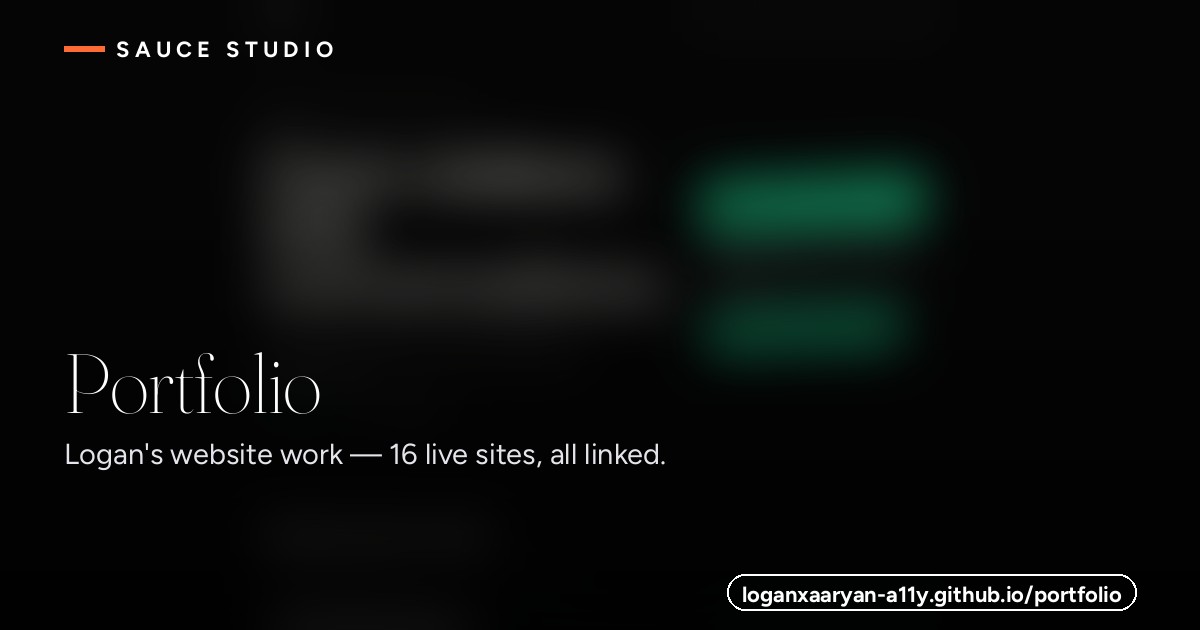 SAUCE STUDIO
Portfolio
Logan's website work — 16 live sites, all linked.
loganxaaryan-a11y.github.io/portfolio